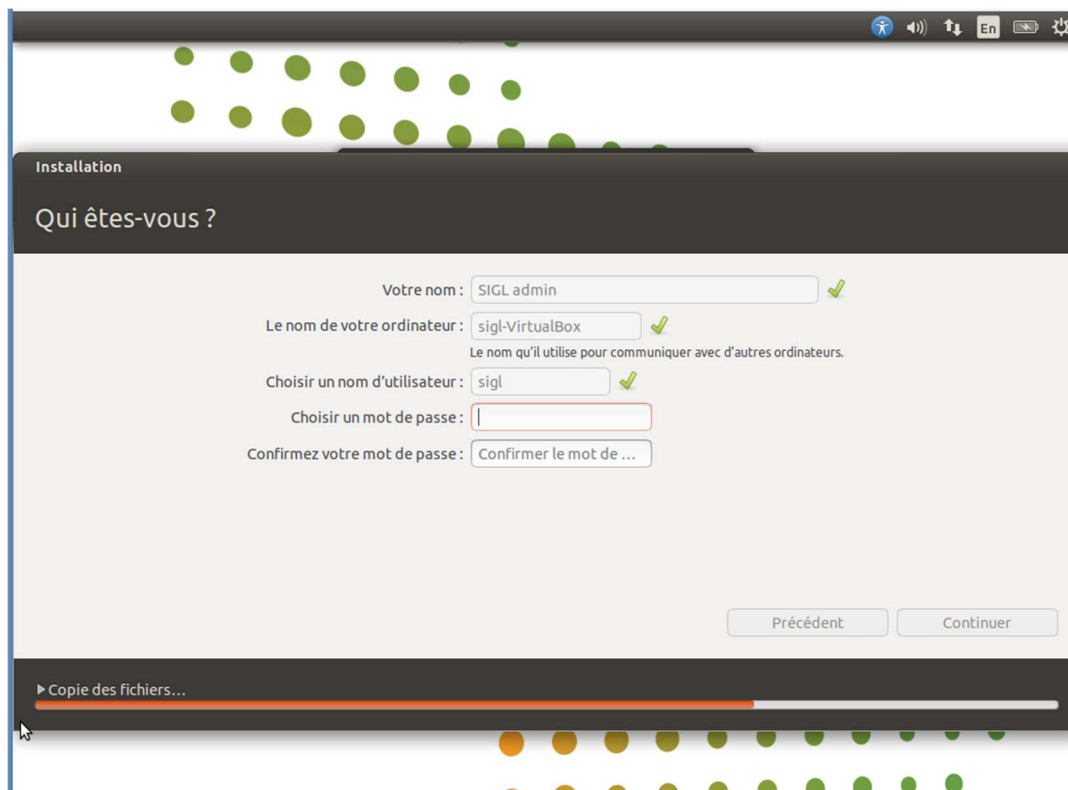 En
Installation
Qui êtes-vous ?
Votre nom : SIGL admin
Le nom de votre ordinateur : sigl-VirtualBox
Le nom qu'il utilise pour communiquer avec d'autres ordinateurs.
Choisir un nom d'utilisateur : sigl
Choisir un mot de passe :
Confirmez votre mot de passe : Confirmer le mot de ...
Précédent Continuer
Copie des fichiers...